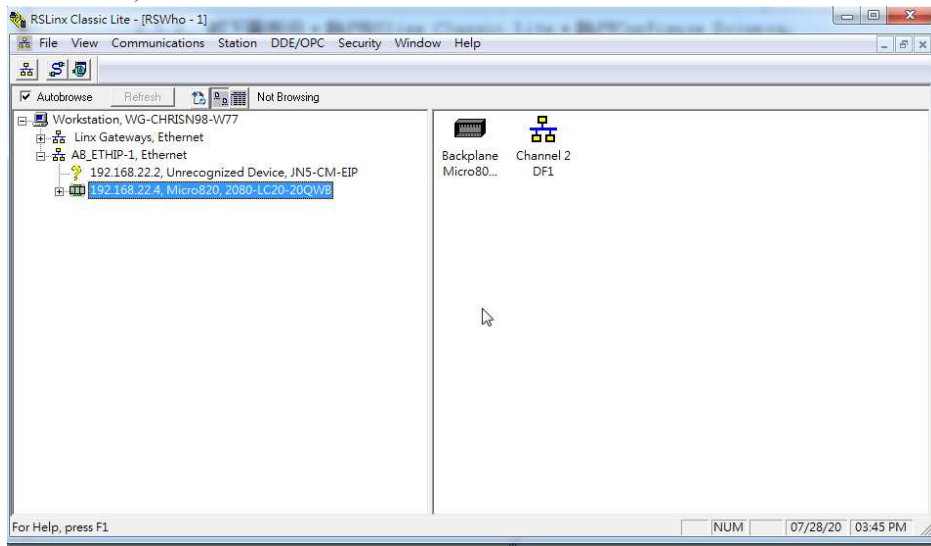 RSLinx Classic Lite - [RSWho - 1]
File View Communications Station DDE/OPC Security Window Help
Autobrowse Refresh Not Browsing
Workstation, WG-CHRISN98-W77
Linx Gateways, Ethernet
AB_ETHIP-1, Ethernet
192.168.22.2, Unrecognized Device, JN5-CM-EIP
192.168.22.4, Micro820, 2080-LC20-20QWB
Backplane
Micro80...
Channel 2
DF1
For Help, press F1
NUM 07/28/20 03:45 PM